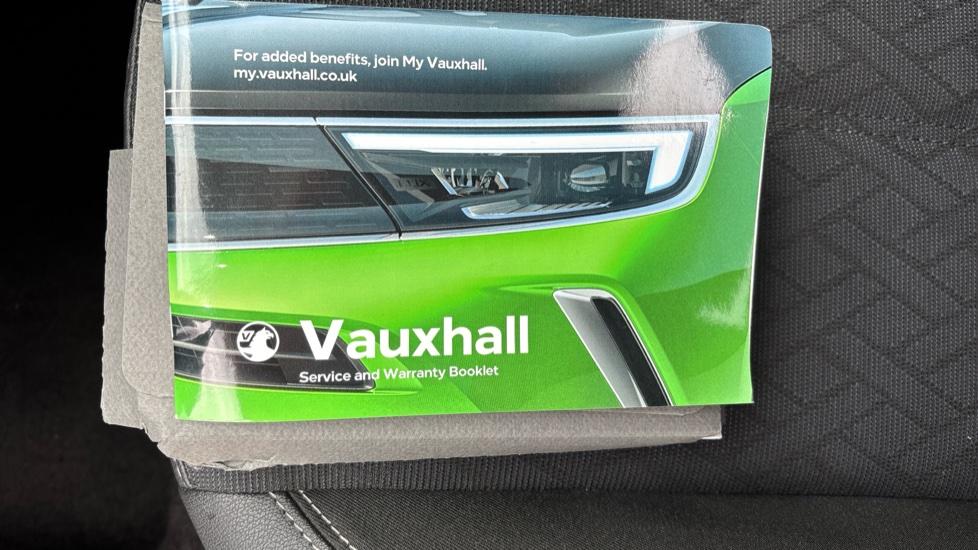 For added benefits, join My Vauxhall.
my.vauxhall.co.uk
Vauxhall
Service and Warranty Booklet